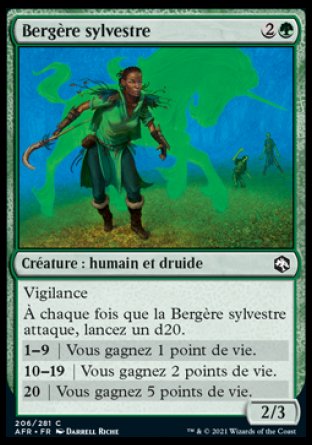 Bergère sylvestre 2
Créature : humain et druide
Vigilance
À chaque fois que la Bergère sylvestre
attaque, lancez un d20.
1–9 | Vous gagnez 1 point de vie.
10–19 | Vous gagnez 2 points de vie.
20 | Vous gagnez 5 points de vie.
2/3
206/281 C
AFR • FR Darrell Riche
™ & © 2021 Wizards of the Coast